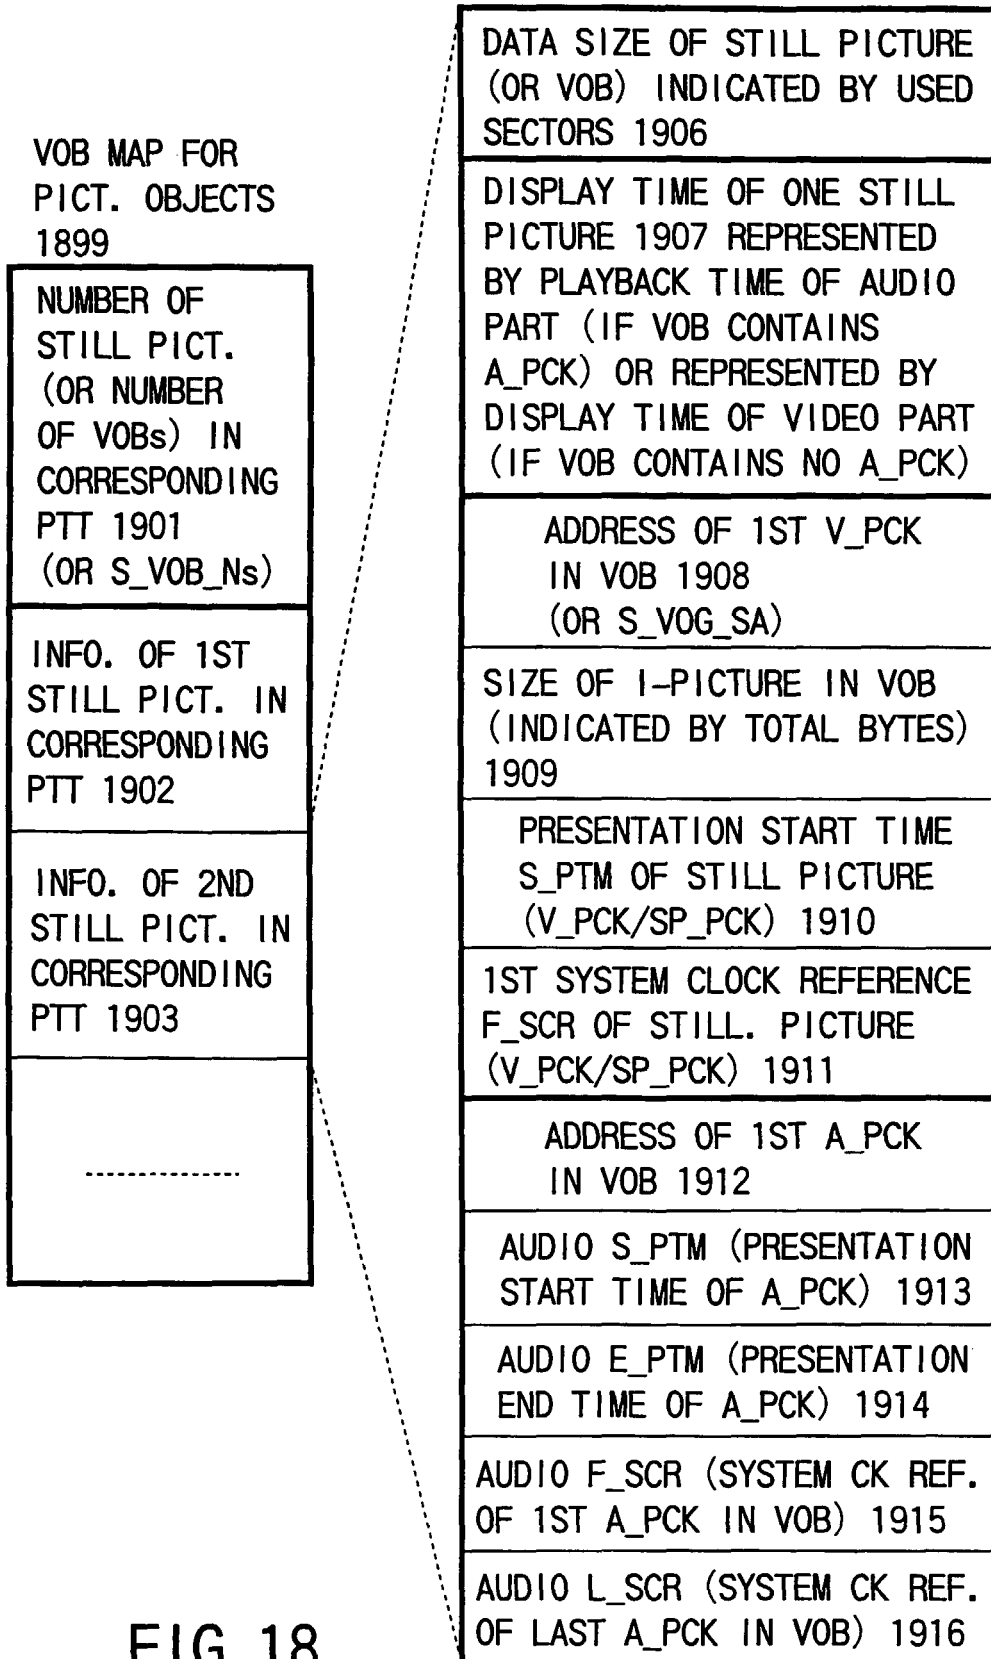 VOB MAP FOR
PICT. OBJECTS
1899
NUMBER OF
STILL PICT.
(OR NUMBER
OF VOBs) IN
CORRESPONDING
PTT 1901
(OR S_VOB_Ns)
INFO. OF 1ST
STILL PICT. IN
CORRESPONDING
PTT 1902
INFO. OF 2ND
STILL PICT. IN
CORRESPONDING
PTT 1903
DATA SIZE OF STILL PICTURE
(OR VOB) INDICATED BY USED
SECTORS 1906
DISPLAY TIME OF ONE STILL
PICTURE 1907 REPRESENTED
BY PLAYBACK TIME OF AUDIO
PART (IF VOB CONTAINS
A_PCK) OR REPRESENTED BY
DISPLAY TIME OF VIDEO PART
(IF VOB CONTAINS NO A_PCK)
ADDRESS OF 1ST V_PCK
IN VOB 1908
(OR S_VOG_SA)
SIZE OF I-PICTURE IN VOB
(INDICATED BY TOTAL BYTES)
1909
PRESENTATION START TIME
S_PTM OF STILL PICTURE
(V_PCK/SP_PCK) 1910
1ST SYSTEM CLOCK REFERENCE
F_SCR OF STILL. PICTURE
(V_PCK/SP_PCK) 1911
ADDRESS OF 1ST A_PCK
IN VOB 1912
AUDIO S_PTM (PRESENTATION
START TIME OF A_PCK) 1913
AUDIO E_PTM (PRESENTATION
END TIME OF A_PCK) 1914
AUDIO F_SCR (SYSTEM CK REF.
OF 1ST A_PCK IN VOB) 1915
AUDIO L_SCR (SYSTEM CK REF.
OF LAST A_PCK IN VOB) 1916
FIG. 18